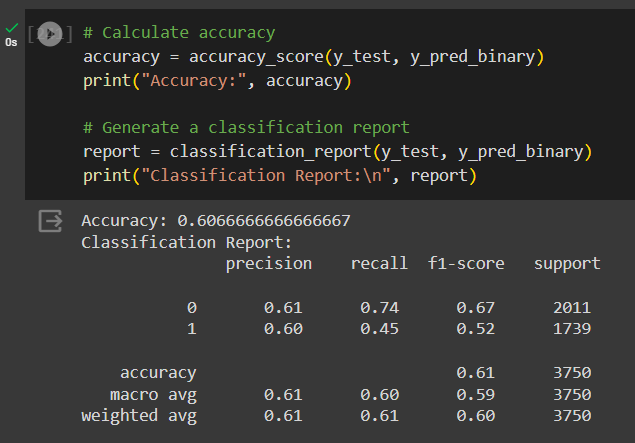 # Calculate accuracy
accuracy = accuracy_score(y_test, y_pred_binary)
print("Accuracy:", accuracy)
# Generate a classification report
report = classification_report(y_test, y_pred_binary)
print("Classification Report:\n", report)
0s
Accuracy: 0.6066666666666667
Classification Report:
precision recall f1-score support
0 0.61 0.74 0.67 2011
1 0.60 0.45 0.52 1739
accuracy 0.61 3750
macro avg 0.61 0.60 0.59 3750
weighted avg 0.61 0.61 0.60 3750